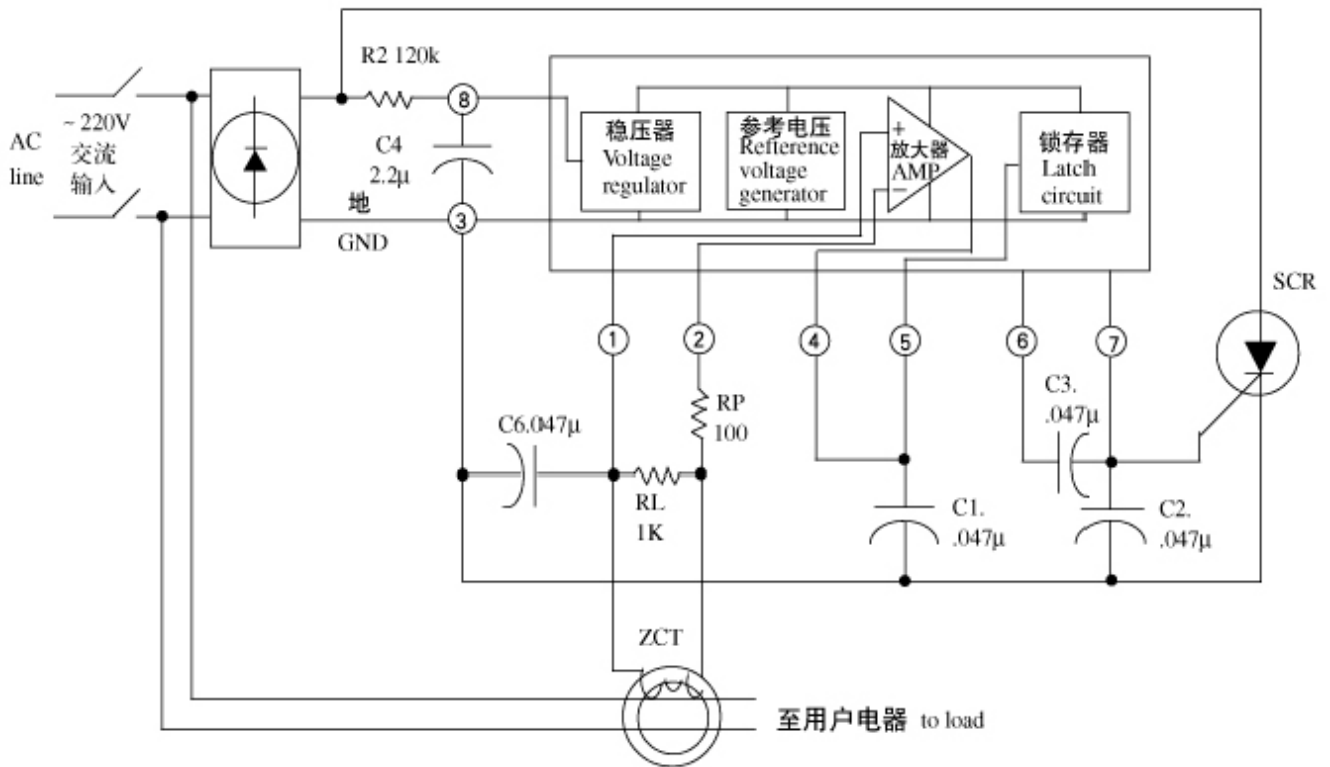 R2 120k
8
AC
line
~220V
交流
输入
C4
2.2μ
地
GND
3
稳压器
Voltage
regulator
参考电压
Refterence
voltage
generator
+
放大器
AMP
−
锁存器
Latch
circuit
SCR
1
2
4
5
6
7
RP
100
C3.
.047μ
C6.047μ
RL
1K
C1.
.047μ
C2.
.047μ
ZCT
至用户电器 to load